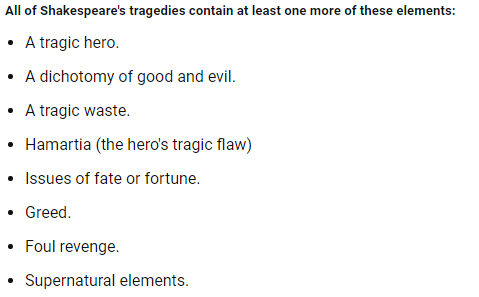 All of Shakespeare's tragedies contain at least one more of these elements:
• A tragic hero.
• A dichotomy of good and evil.
• A tragic waste.
• Hamartia (the hero's tragic flaw)
• Issues of fate or fortune.
• Greed.
• Foul revenge.
• Supernatural elements.